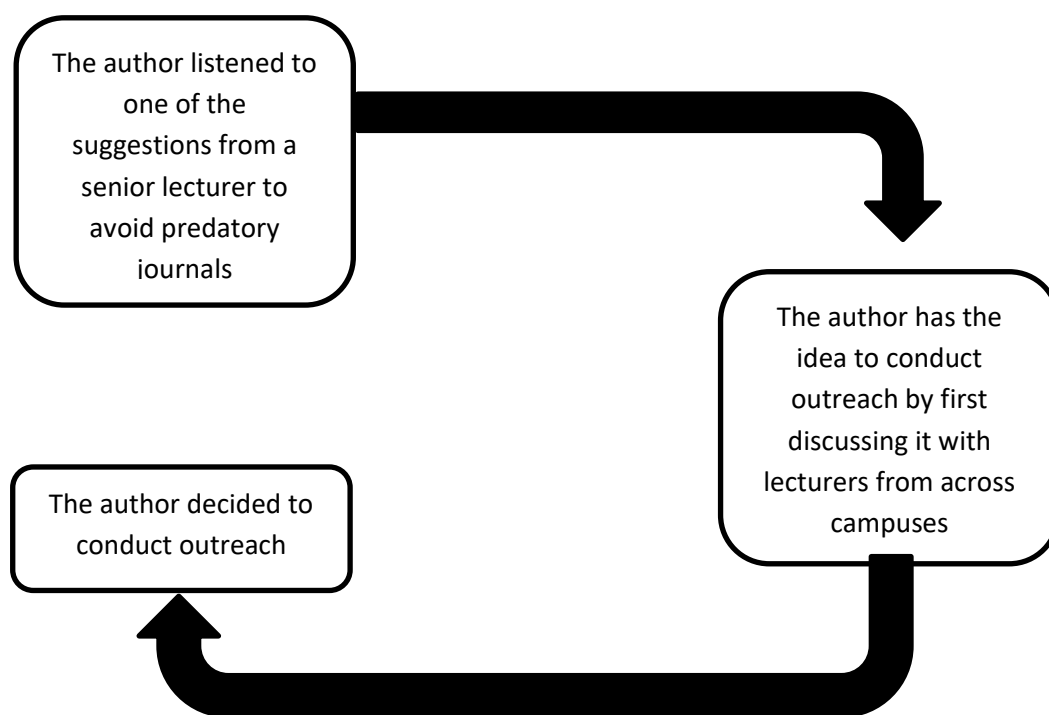 The author listened to
one of the
suggestions from a
senior lecturer to
avoid predatory
journals
The author has the
idea to conduct
outreach by first
discussing it with
lecturers from across
campuses
The author decided to
conduct outreach